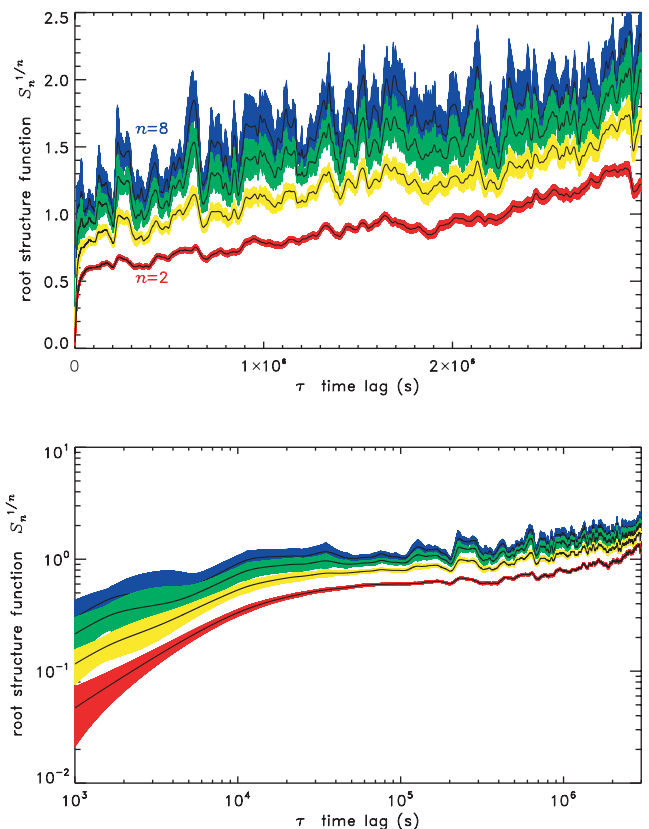 2.5
2.0
1.5
1.0
0.5
0.0
root structure function S_n^{1/n}
n=8
n=2
0
1×10⁶
2×10⁶
τ time lag (s)
10¹
10⁰
10⁻¹
10⁻²
root structure function S_n^{1/n}
10³
10⁴
10⁵
10⁶
τ time lag (s)